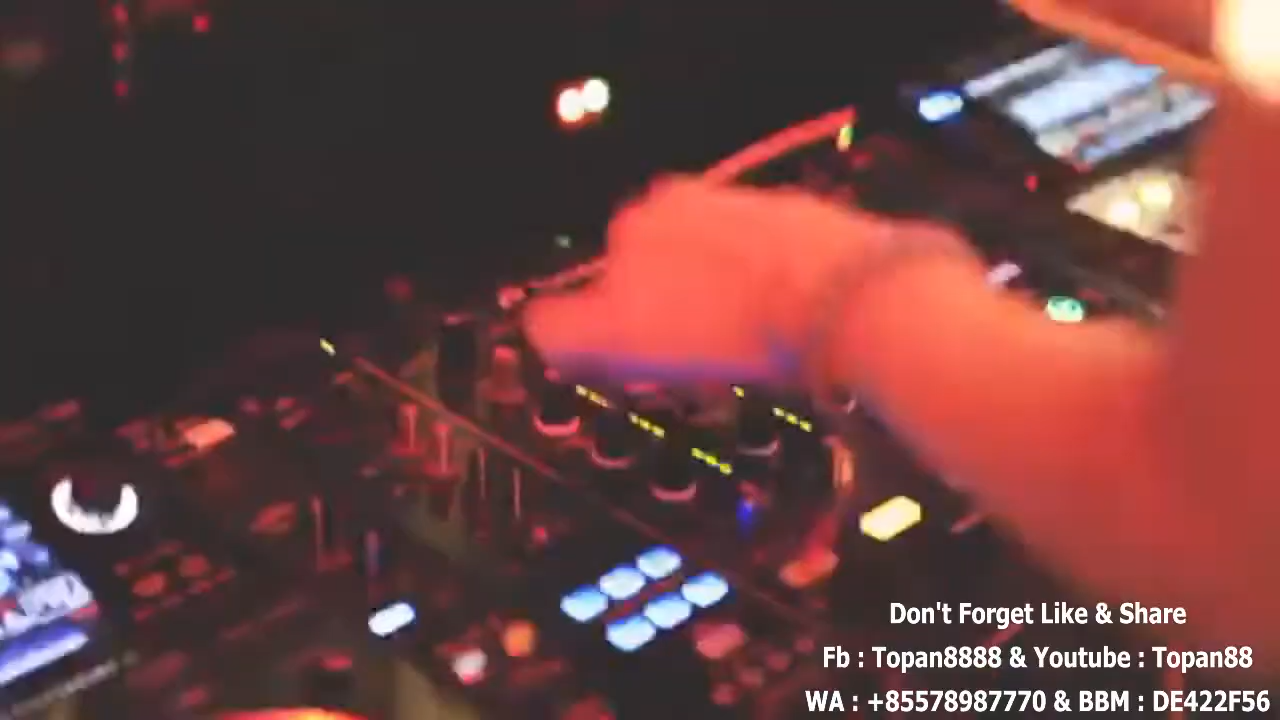 Don't Forget Like & Share
Fb : Topan8888 & Youtube : Topan88
WA : +85578987770 & BBM : DE422F56